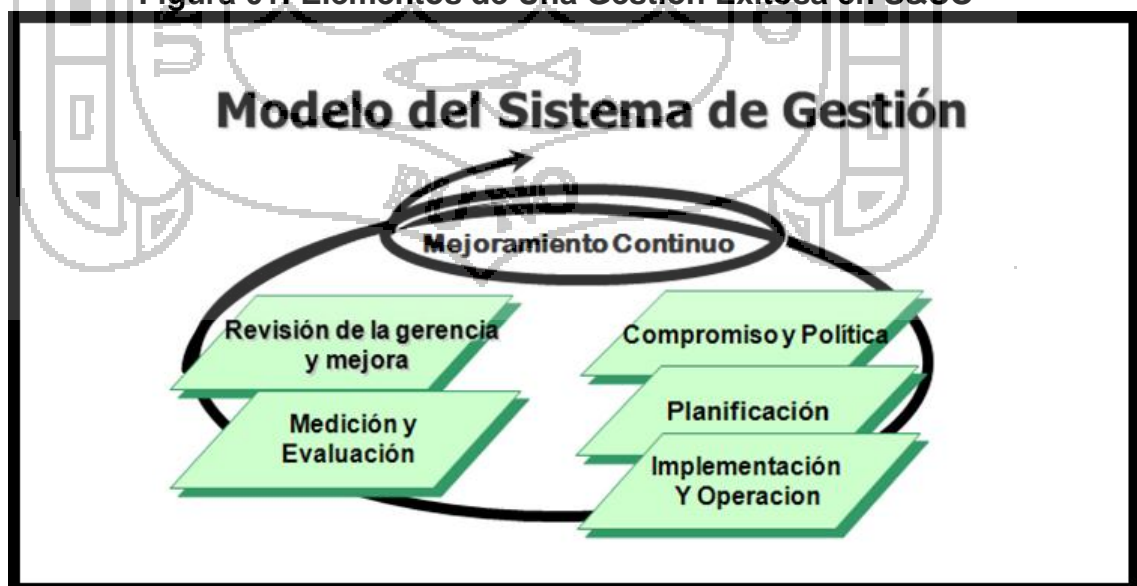 Modelo del Sistema de Gestión
Mejoramiento Continuo
Revisión de la gerencia
y mejora
Compromiso y Política
Medición y
Evaluación
Planificación
Implementación
Y Operacion